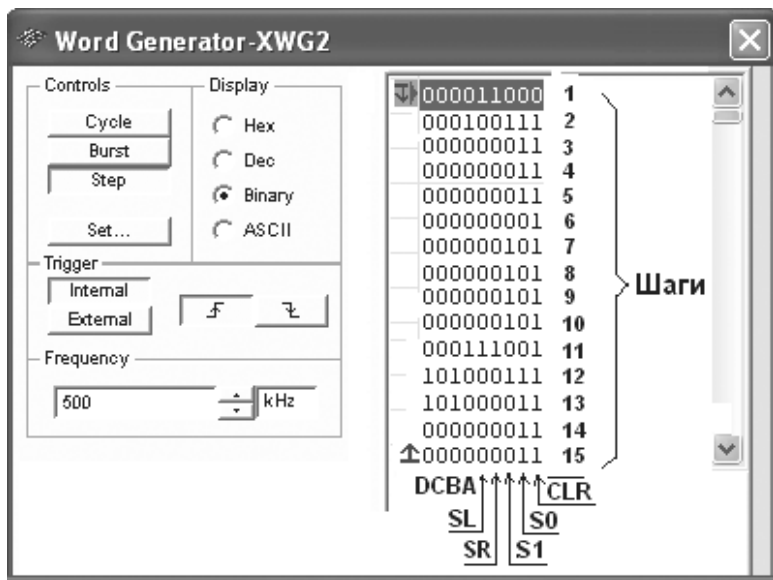 Word Generator-XWG2
Controls
Cycle
Burst
Step
Set...
Display
Hex
Dec
Binary
ASCII
Trigger
Internal
External
Frequency
500
kHz
000011000 1
000100111 2
000000011 3
000000011 4
000000011 5
000000001 6
000000101 7
000000101 8
000000101 9
000000101 10
000111001 11
101000111 12
101000011 13
000000011 14
000000011 15
Шаги
DCBA
CLR
SL
S0
SR
S1